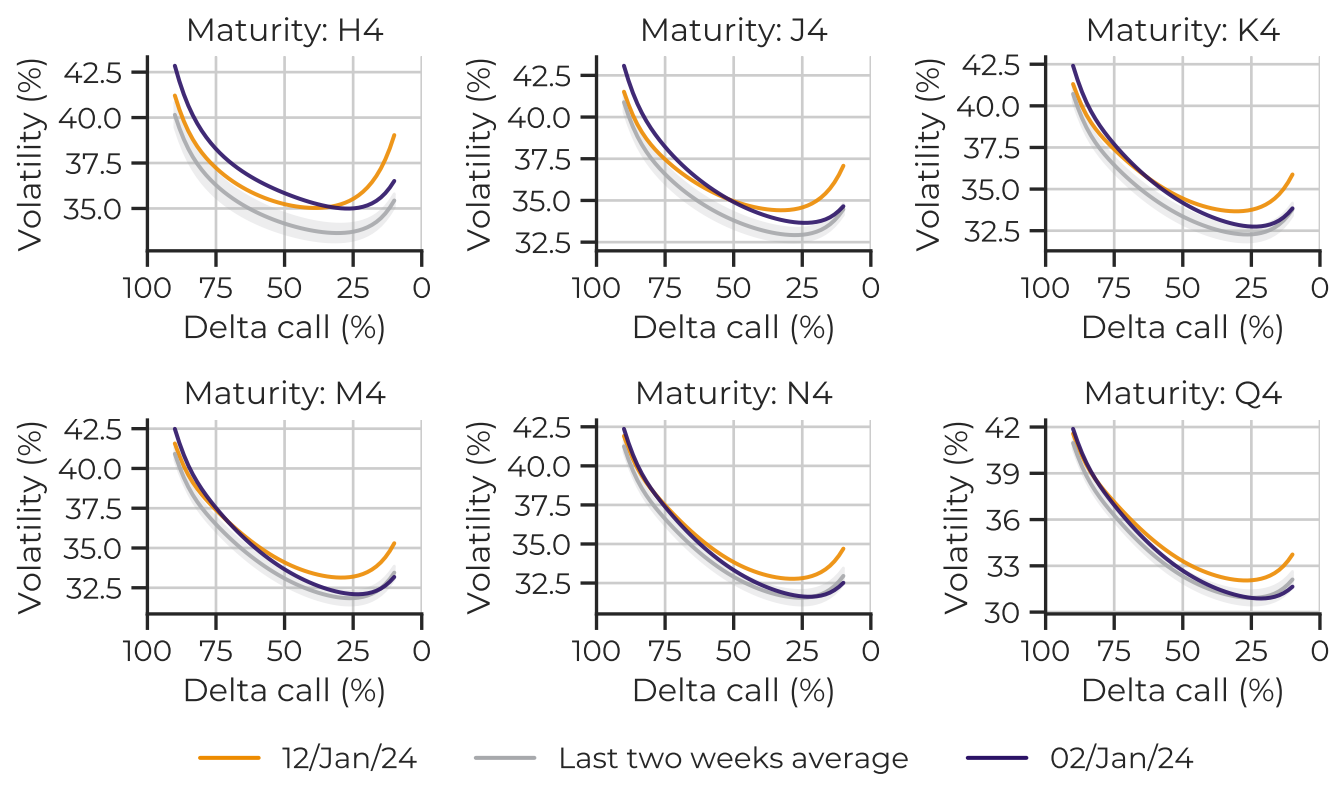 Maturity: H4
Volatility (%)
42.5
40.0
37.5
35.0
100 75 50 25 0
Delta call (%)
Maturity: J4
Volatility (%)
42.5
40.0
37.5
35.0
32.5
100 75 50 25 0
Delta call (%)
Maturity: K4
Volatility (%)
42.5
40.0
37.5
35.0
32.5
100 75 50 25 0
Delta call (%)
Maturity: M4
Volatility (%)
42.5
40.0
37.5
35.0
32.5
100 75 50 25 0
Delta call (%)
Maturity: N4
Volatility (%)
42.5
40.0
37.5
35.0
32.5
100 75 50 25 0
Delta call (%)
Maturity: Q4
Volatility (%)
42
39
36
33
30
100 75 50 25 0
Delta call (%)
12/Jan/24 Last two weeks average 02/Jan/24